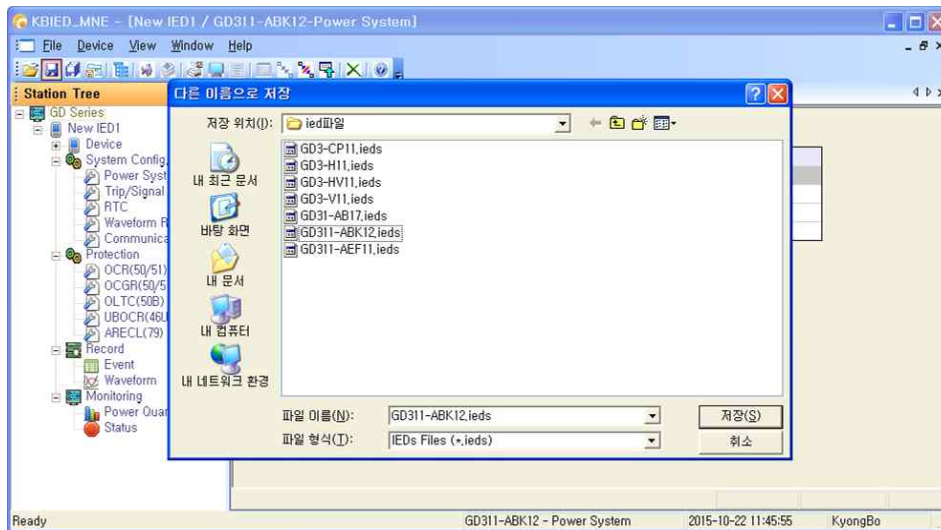 KBIED_MNE - [New IED1 / GD311-ABK12-Power System]
File Device View Window Help
Station Tree
GD Series
New IED1
Device
System Config
Power Syst
Trip/Signal
RTC
Waveform R
Communica
Protection
OCR(50/51)
OCGR(50/5
OLTC(50B)
UBOCR(46U
ARECL(79)
Record
Event
Waveform
Monitoring
Power Quan
Status
다른 이름으로 저장
저장 위치(I):
ied파일
내 최근 문서
바탕 화면
내 문서
내 컴퓨터
내 네트워크 환경
GD3-CP11.ieds
GD3-H11.ieds
GD3-HV11.ieds
GD3-V11.ieds
GD31-AB17.ieds
GD311-ABK12.ieds
GD311-AEF11.ieds
파일 이름(N):
GD311-ABK12.ieds
저장(S)
파일 형식(T):
IEDs Files (*.ieds)
취소
Ready
GD311-ABK12 - Power System
2015-10-22 11:45:55
KyongBo